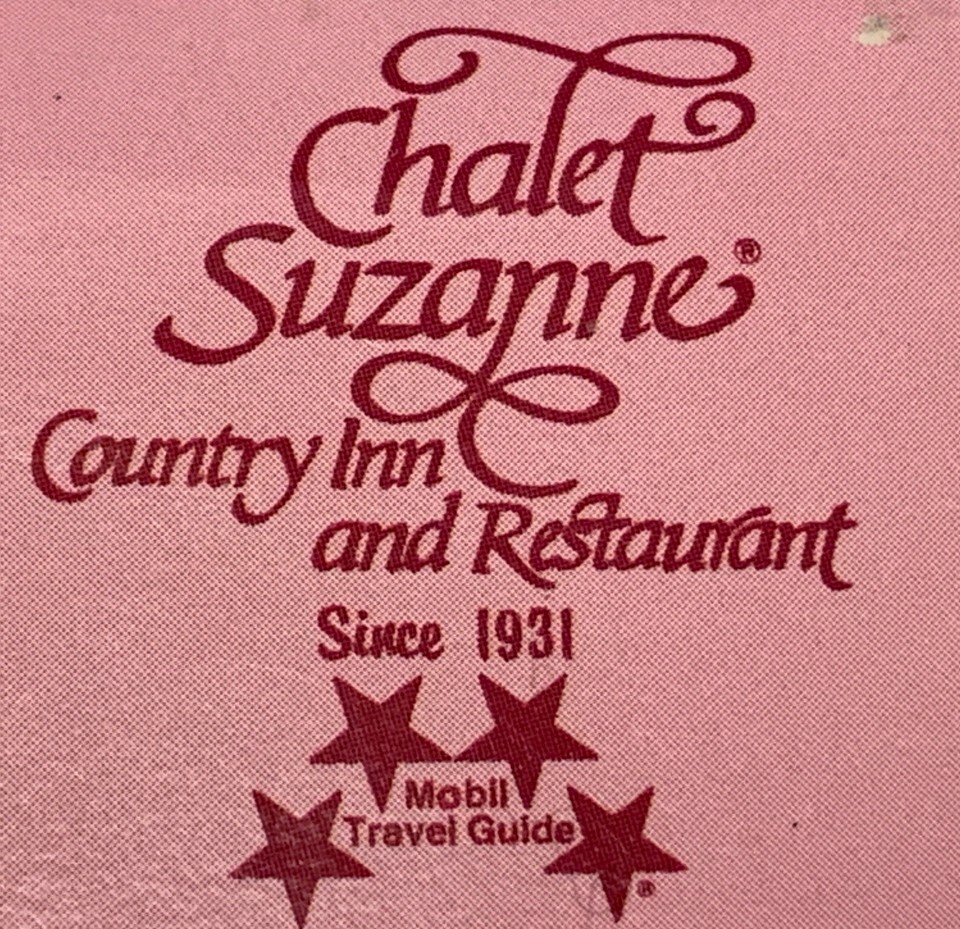 Chalet
Suzanne®
Country Inn
and Restaurant
Since 1931
Mobil
Travel Guide
®